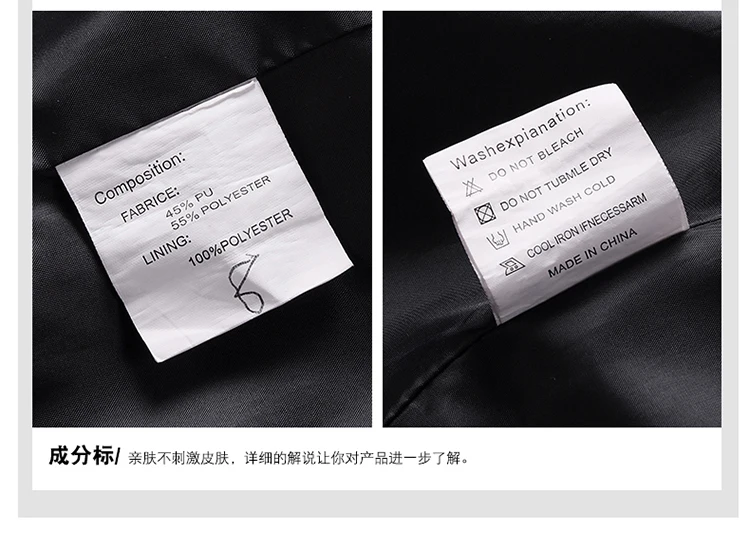 Composition:
FABRICE:
45% PU
55% POLYESTER
LINING:
100%POLYESTER
8
Washexpianation:
DO NOT BLEACH
DO NOT TUBMLE DRY
HAND WASH COLD
COOL IRON IFNECESSARM
MADE IN CHINA
成分标/ 亲肤不刺激皮肤，详细的解说让你对产品进一步了解。